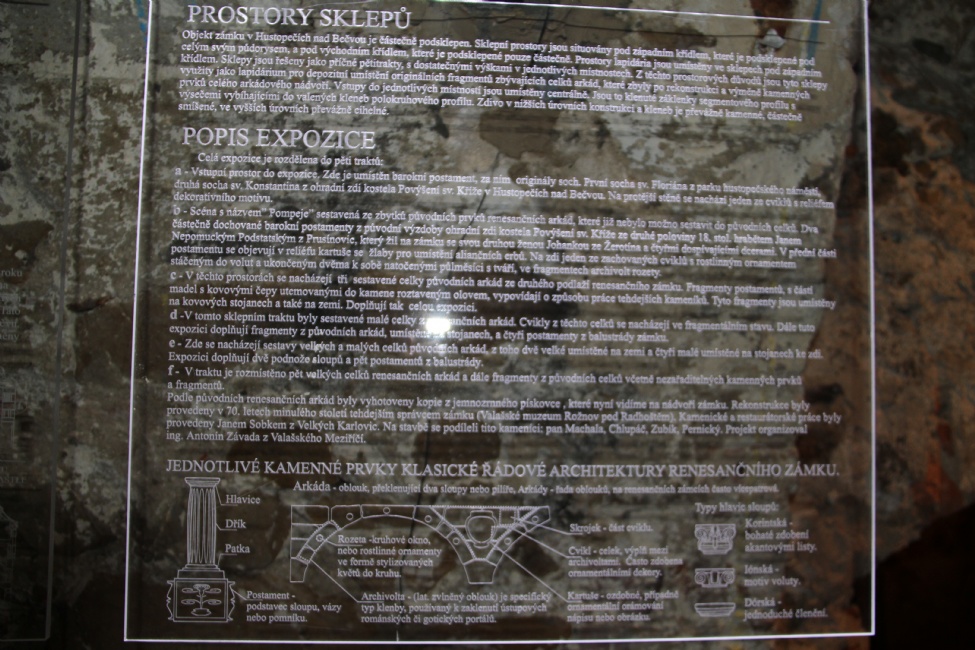 PROSTORY SKLEPŮ
Objekt zámku v Hustopečích nad Bečvou je částečně podsklepen. Sklepní prostory jsou situovány pod západním křídlem, které je podsklepené pod
celým svým půdorysem, a pod východním křídlem, které je podsklepené pouze částečně. Prostory lapidária jsou umístěny ve sklepech pod západním
křídlem. Sklepy jsou řešeny jako příčné pětitrakty, s dostatečnými výškami v jednotlivých místnostech. Z těchto prostorových důvodů jsou tyto sklepy
využity jako lapidárium pro depozitní umístění originálních fragmentů zbývajících celků arkád, které zbyly po rekonstrukci a výměně kamenných
prvků celého arkádového nádvoří. Vstupy do jednotlivých místností jsou umístěny centrálně. Jsou to klenuté záklenky segmentového profilu s
výsečemi vybíhajícími do valených kleneb polokruhového profilu. Zdivo v nižších úrovních konstrukcí a kleneb je převážně kamenné, částečně
smíšené, ve vyšších úrovních převážně cihelné.
POPIS EXPOZICE
Celá expozice je rozdělena do pěti traktů:
a - Vstupní prostor do expozice. Zde je umístěn barokní postament, za ním originály soch. První socha sv. Floriána z parku hustopečského náměstí,
druhá socha sv. Konstantina z ohradní zdi kostela Povýšení sv. Kříže v Hustopečích nad Bečvou. Na protější stěně se nachází jeden ze cviklů s reliéfem
dekorativního motivu.
b - Scéna s názvem" Pompeje" sestavená ze zbytků původních prvků renesančních arkád, které již nebylo možno sestavit do původních celků. Dva
částečně dochované barokní postamenty z původní výzdoby ohradní zdi kostela Povýšení sv. Kříže ze druhé poloviny 18. stol. hrabětem Janem
Nepomuckým Podstatským z Prusinovic, který žil na zámku se svou druhou ženou Johankou ze Žerotína a čtyřmi dospívajícími dcerami. V přední části
postamentu se objevují v reliéfu kartuše se žlaby pro umístění aliančních erbů. Na zdi jeden ze zachovaných cviklů s rostlinným ornamentem
stáčeným do volut a ukončeným dvěma k sobě natočenými půlměsíci s tváří, ve fragmentech archivolt rozety.
c - V těchto prostorách se nacházejí tři sestavené celky původních arkád ze druhého podlaží renesančního zámku. Fragmenty postamentů, s částí
madel s kovovými čepy utemovanými do kamene roztaveným olovem, vypovídají o způsobu práce tehdejších kameníků. Tyto fragmenty jsou umístěny
na kovových stojanech a také na zemi. Doplňují tak celou expozici.
d -V tomto sklepním traktu byly sestavené malé celky renesančních arkád. Cvikly z těchto celků se nacházejí ve fragmentálním stavu. Dále tuto
expozici doplňují fragmenty z původních arkád, umístěné na stojanech, a čtyři postamenty z balustrády zámku.
e - Zde se nacházejí sestavy velkých a malých celků původních arkád, z toho dvě velké umístěné na zemi a čtyři malé umístěné na stojanech ke zdi.
Expozici doplňují dvě podnože sloupů a pět postamentů z balustrády.
f - V traktu je rozmístěno pět velkých celků renesančních arkád a dále fragmenty z původních celků včetně nezařaditelných kamenných prvků
a fragmentů.
Podle původních renesančních arkád byly vyhotoveny kopie z jemnozrnného pískovce , které nyní vidíme na nádvoří zámku. Rekonstrukce byly
provedeny v 70. letech minulého století tehdejším správcem zámku (Valašské muzeum Rožnov pod Radhoštěm). Kamenické a restaurátorské práce byly
provedeny Janem Sobkem z Velkých Karlovic. Na stavbě se podíleli tito kameníci: pan Machala, Chlupáč, Zubík, Pernický. Projekt organizoval
ing. Antonín Závada z Valašského Meziříčí.
JEDNOTLIVÉ KAMENNÉ PRVKY KLASICKÉ ŘÁDOVÉ ARCHITEKTURY RENESANČNÍHO ZÁMKU.
Arkáda - oblouk, překlenující dva sloupy nebo pilíře, Arkády - řada oblouků, na renesančních zámcích často vícepatrové.
Hlavice
Dřík
Patka
Postament -
podstavec sloupu, vázy
nebo pomníku.
Rozeta -kruhové okno,
nebo rostlinné ornamenty
ve formě stylizovaných
květů do kruhu.
Archivolta - (lat. zvlněný oblouk) je specifický
typ klenby, používaný k zaklenutí ústupových
románských či gotických portálů.
Skrojek - část cviklu.
Cvikl - celek, výplň mezi
archivoltami. Často zdobeno
ornamentálními dekory.
Kartuše - ozdobné, případně
ornamentální orámování
nápisu nebo obrázku.
Typy hlavic sloupů:
Korintská -
bohatě zdobení
akantovými listy.
Iónská -
motiv voluty.
Dórská -
jednoduché členění.